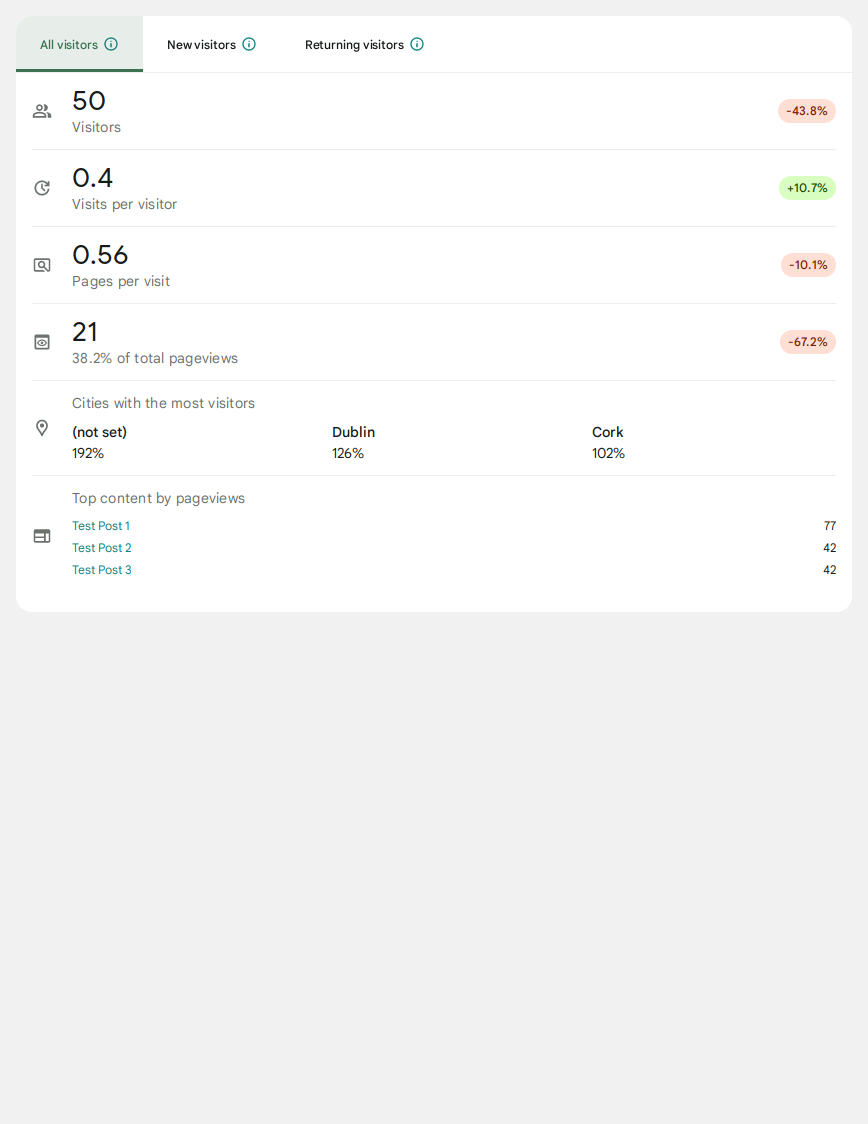 All visitors New visitors Returning visitors
50
Visitors
-43.8%
0.4
Visits per visitor
+10.7%
0.56
Pages per visit
-10.1%
21
38.2% of total pageviews
-67.2%
Cities with the most visitors
(not set) Dublin Cork
192% 126% 102%
Top content by pageviews
Test Post 1 77
Test Post 2 42
Test Post 3 42